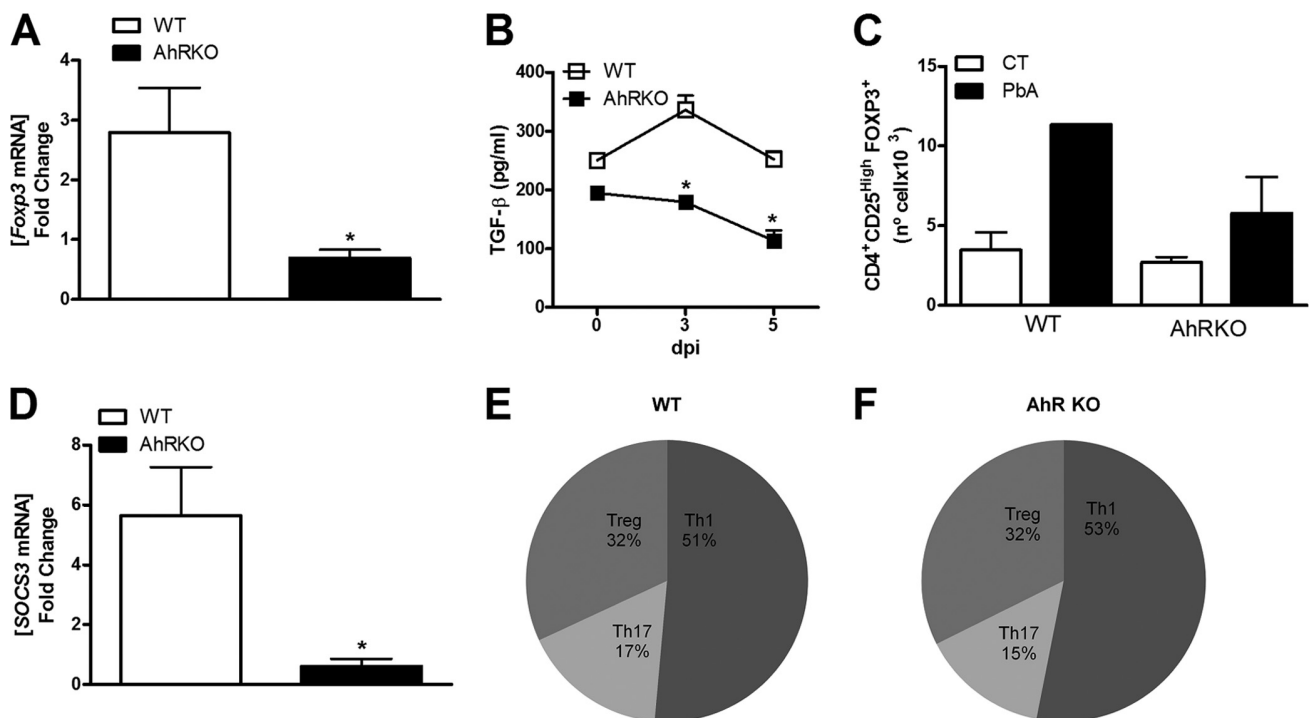 A
WT
AhRKO
4
3
2
1
0
[Foxp3 mRNA]
Fold Change
*
B
WT
AhRKO
400
300
200
100
0
TGF-β (pg/ml)
*
*
0 3 5
dpi
C
CT
PbA
15
10
5
0
CD4+CD25High FOXP3+
(nº cellx10 3)
WT AhRKO
D
WT
AhRKO
8
6
4
2
0
[SOCS3 mRNA]
Fold Change
*
E
WT
Treg
32%
Th1
51%
Th17
17%
F
AhR KO
Treg
32%
Th1
53%
Th17
15%